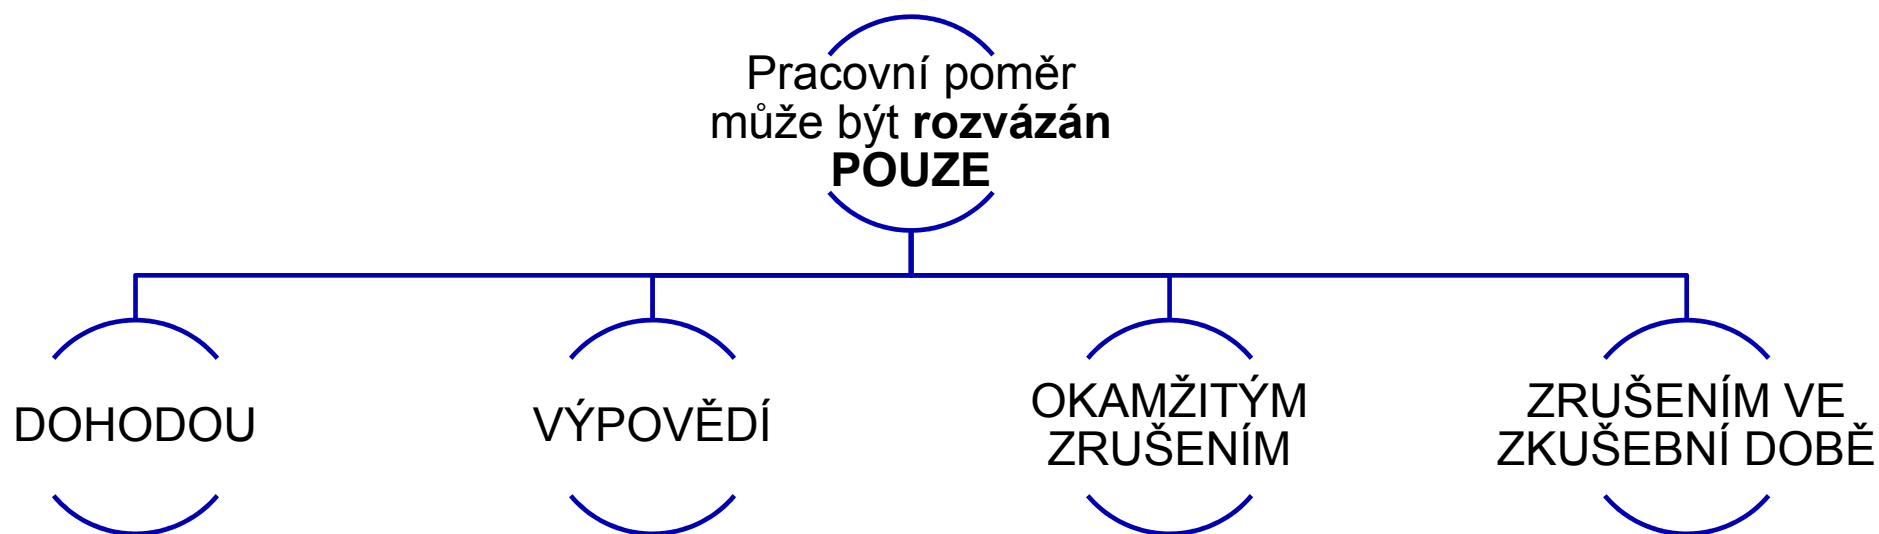 Pracovní poměr
může být rozvázán
POUZE
DOHODOU
VÝPOVĚDÍ
OKAMŽITÝM
ZRUŠENÍM
ZRUŠENÍM VE
ZKUŠEBNÍ DOBĚ